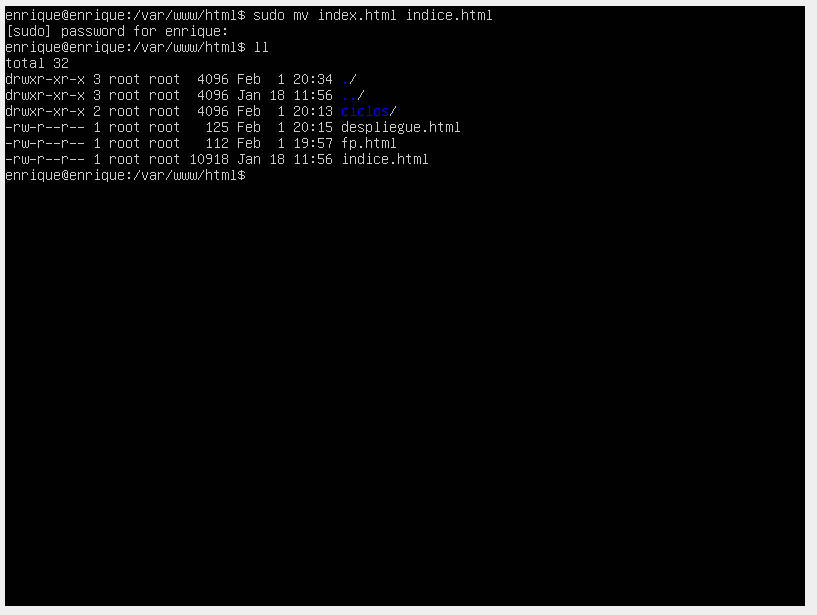 enrique@enrique:/var/www/html$ sudo mv index.html indice.html
[sudo] password for enrique:
enrique@enrique:/var/www/html$ ll
total 32
drwxr-xr-x 3 root root  4096 Feb  1 20:34 ./
drwxr-xr-x 3 root root  4096 Jan 18 11:56 ../
drwxr-xr-x 2 root root  4096 Feb  1 20:13 ciclos/
-rw-r--r-- 1 root root   125 Feb  1 20:15 despliegue.html
-rw-r--r-- 1 root root   112 Feb  1 19:57 fp.html
-rw-r--r-- 1 root root 10918 Jan 18 11:56 indice.html
enrique@enrique:/var/www/html$